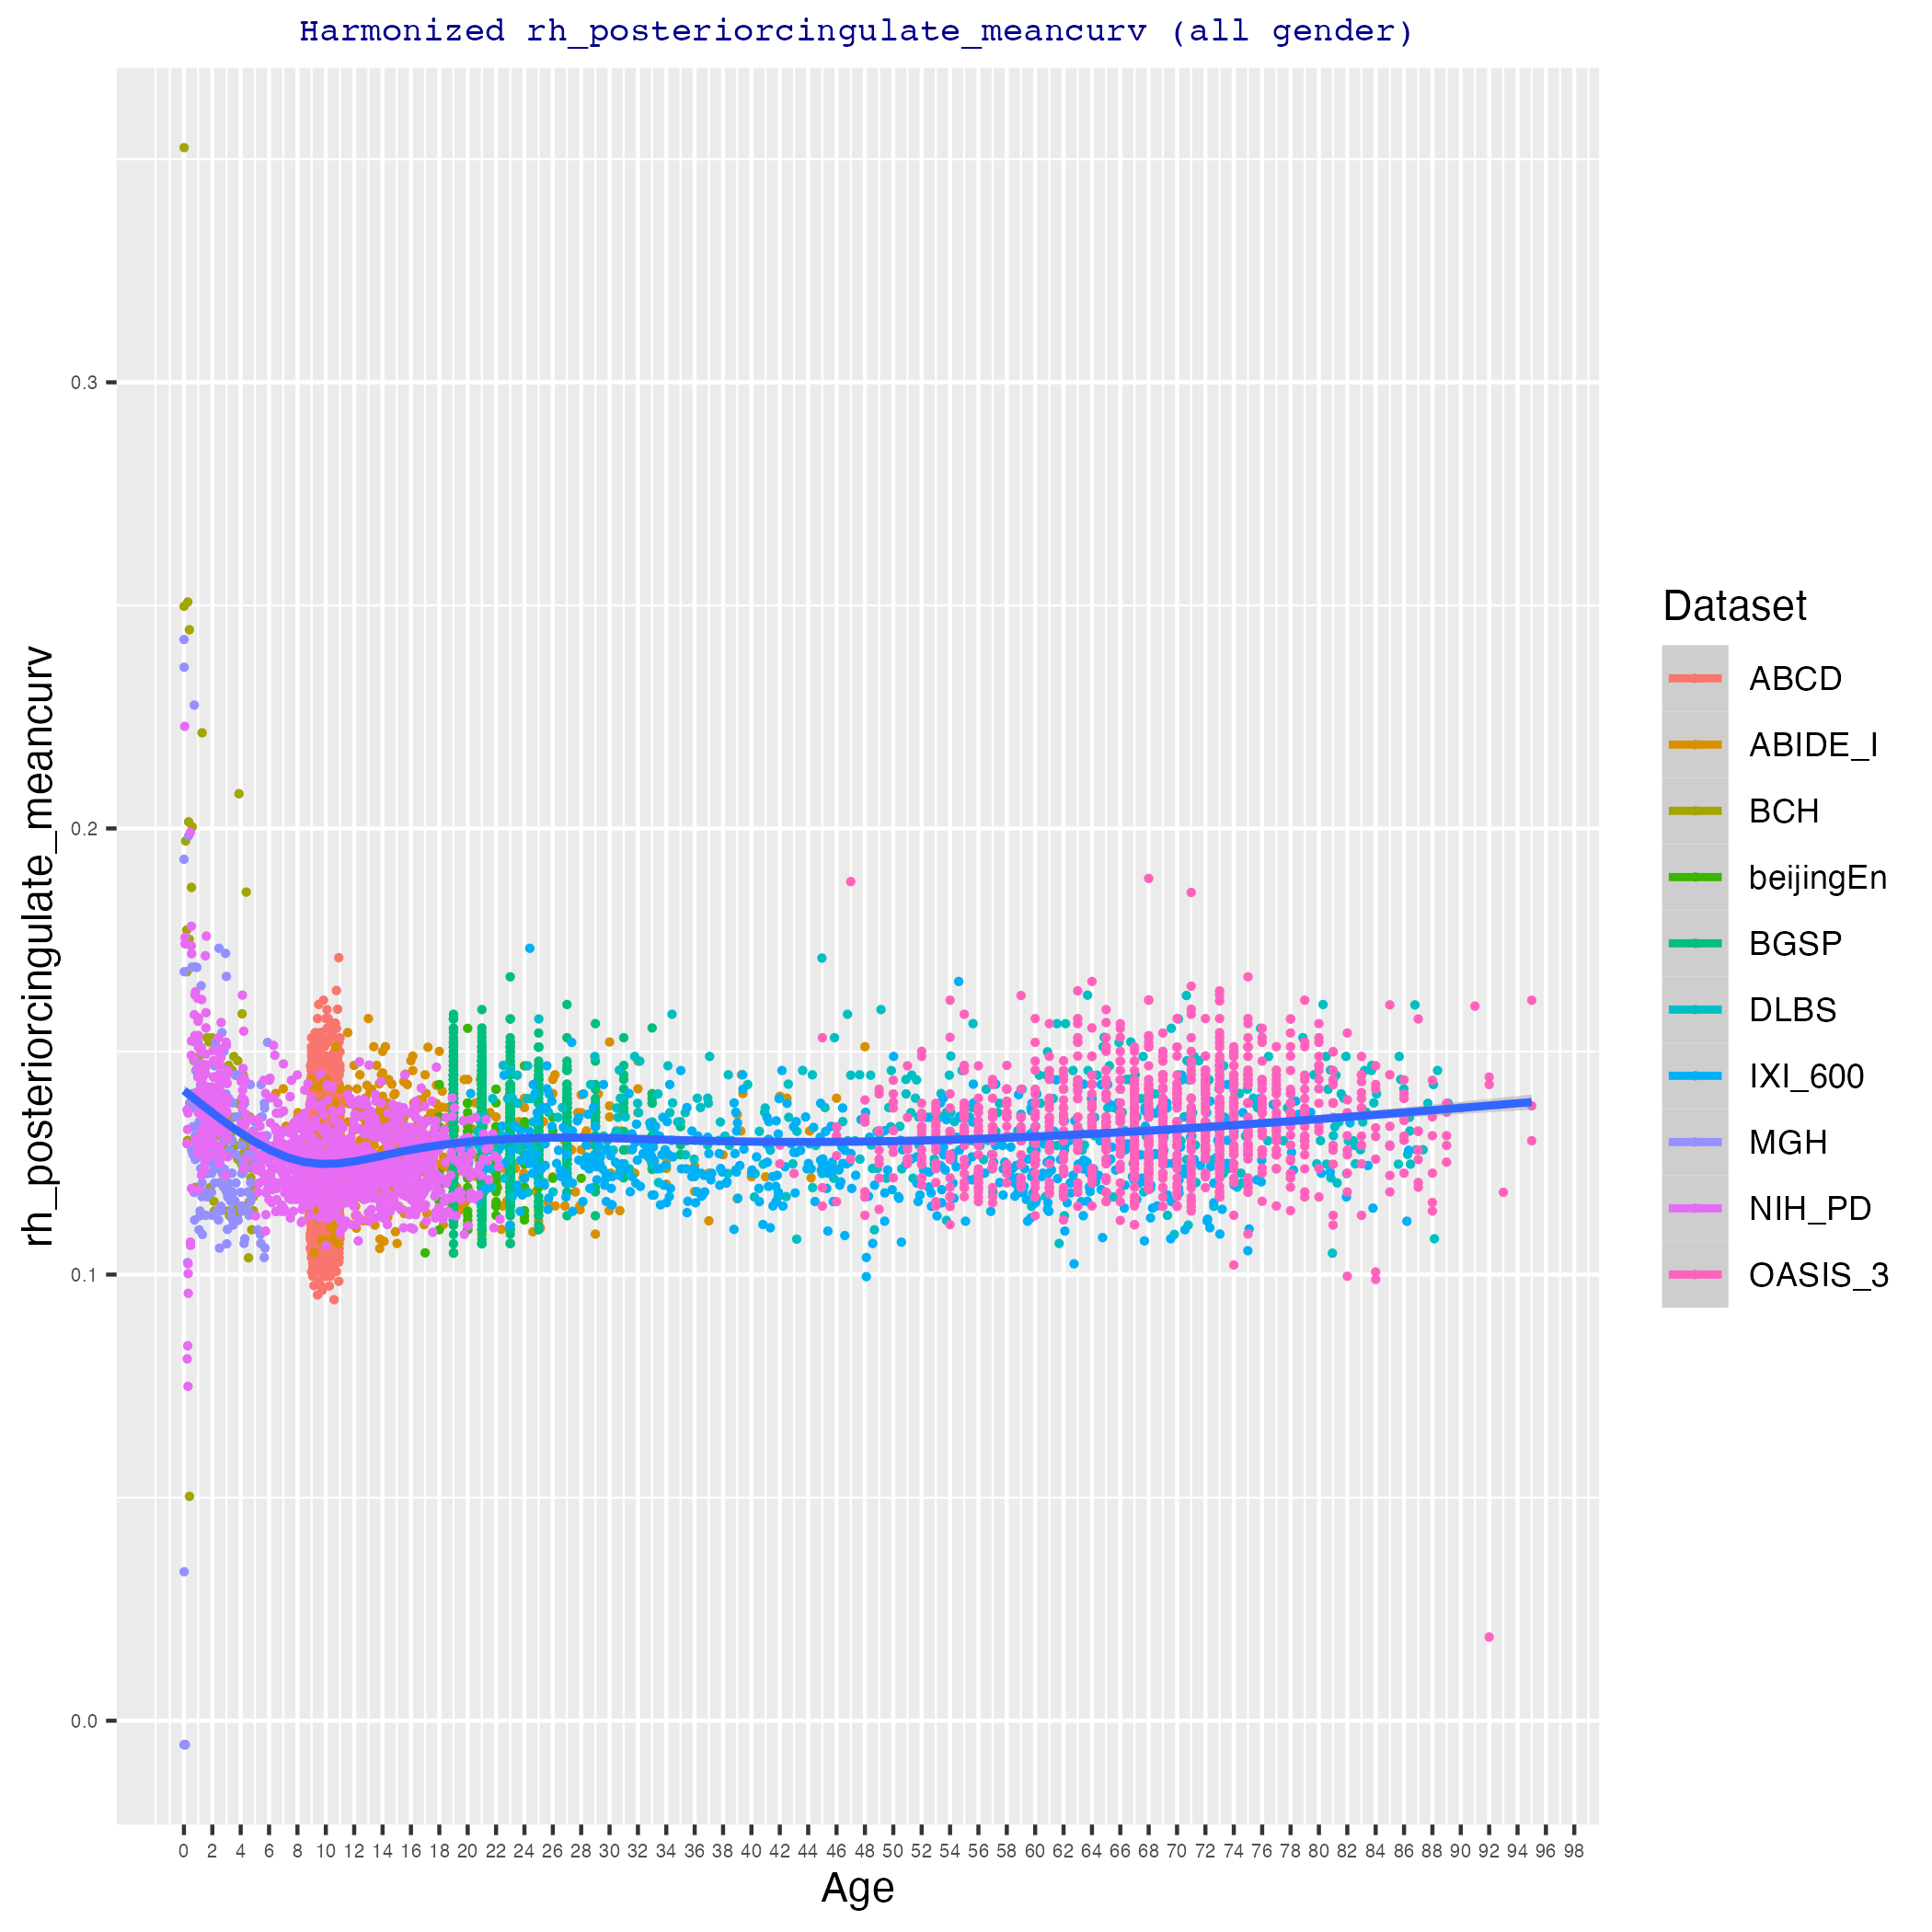 Harmonized rh_posteriorcingulate_meancurv (all gender)
rh_posteriorcingulate_meancurv
0.3
0.2
0.1
0.0
0 2 4 6 8 10 12 14 16 18 20 22 24 26 28 30 32 34 36 38 40 42 44 46 48 50 52 54 56 58 60 62 64 66 68 70 72 74 76 78 80 82 84 86 88 90 92 94 96 98
Age
Dataset
ABCD
ABIDE_I
BCH
beijingEn
BGSP
DLBS
IXI_600
MGH
NIH_PD
OASIS_3